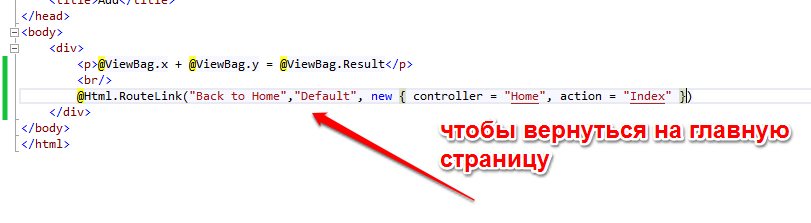 <title>Add</title>
</head>
<body>
<div>
<p>@ViewBag.x + @ViewBag.y = @ViewBag.Result</p>
<br/>
@Html.RouteLink("Back to Home","Default", new { controller = "Home", action = "Index" })
</div>
</body>
</html>
чтобы вернуться на главную
страницу